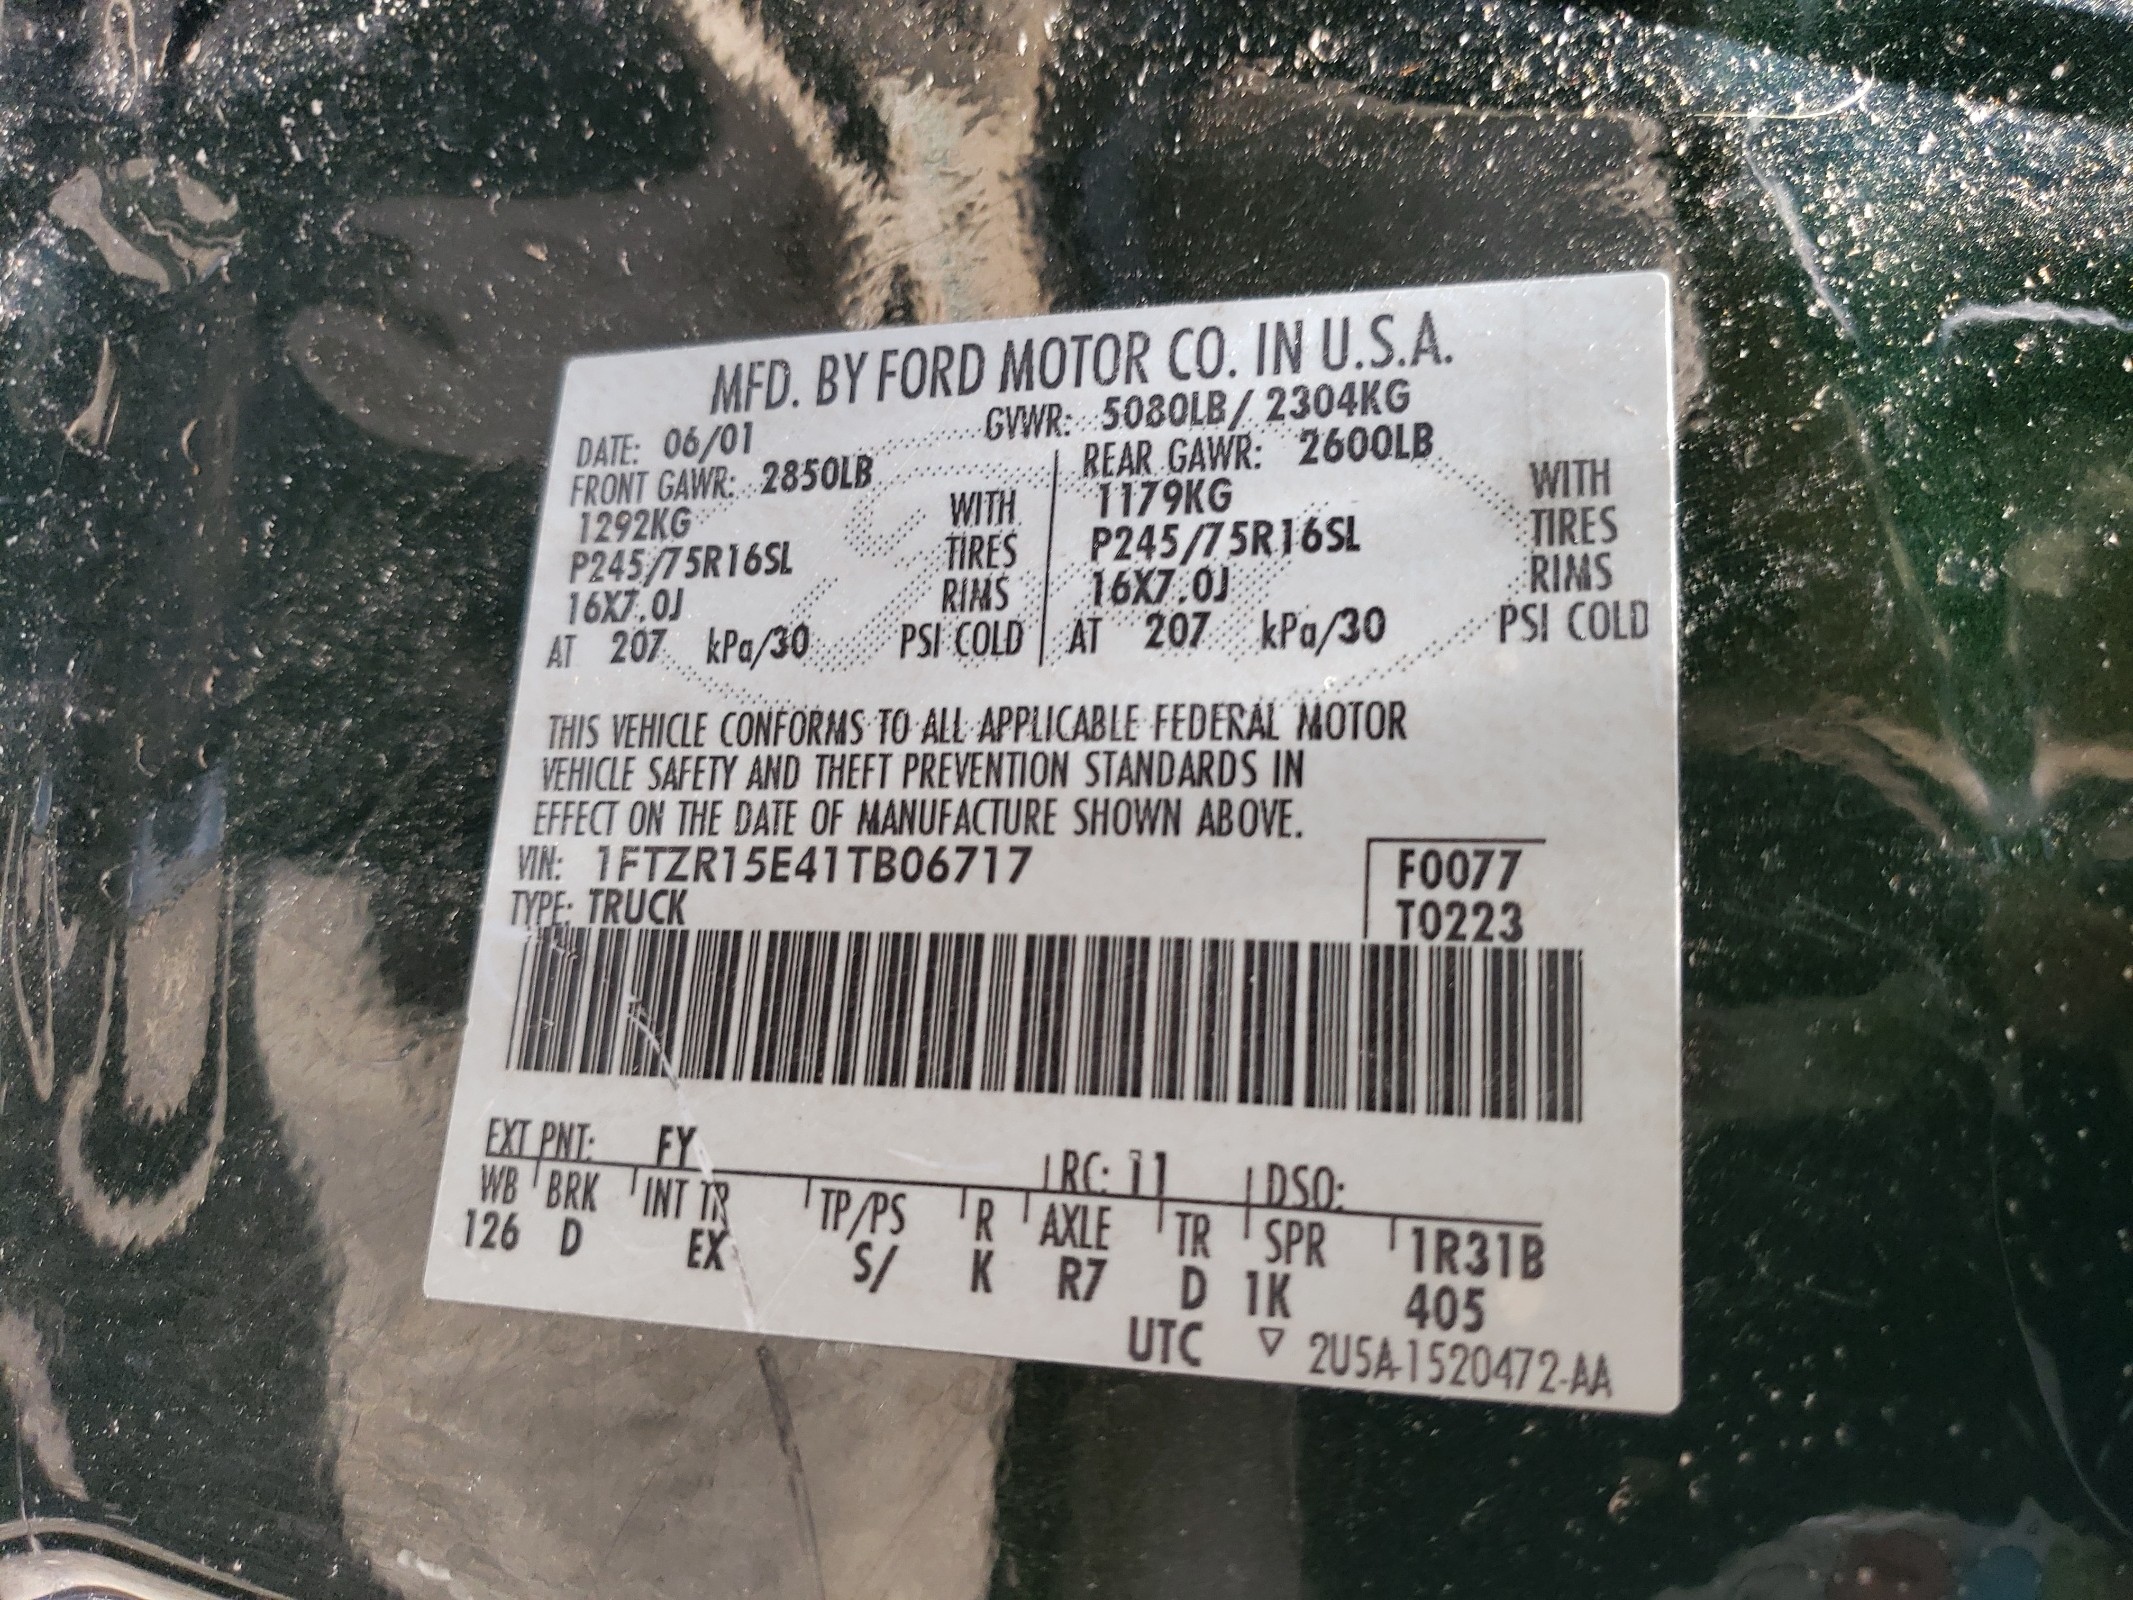 MFD. BY FORD MOTOR CO. IN U.S.A.
DATE: 06/01 GVWR: 5080LB/ 2304KG
FRONT GAWR: 2850LB REAR GAWR: 2600LB
1292KG WITH 1179KG WITH
P245/75R16SL TIRES P245/75R16SL TIRES
16X7.0J RIMS 16X7.0J RIMS
AT 207 kPa/30 PSI COLD AT 207 kPa/30 PSI COLD
THIS VEHICLE CONFORMS TO ALL APPLICABLE FEDERAL MOTOR
VEHICLE SAFETY AND THEFT PREVENTION STANDARDS IN
EFFECT ON THE DATE OF MANUFACTURE SHOWN ABOVE.
VIN: 1FTZR15E41TB06717 F0077
TYPE: TRUCK T0223
EXT PNT: FY RC: 11 DSO:
WB BRK INT TR TP/PS R AXLE TR SPR 1R31B
126 D EX S/ K R7 D 1K 405
UTC ▽ 2U5A-1520472-AA